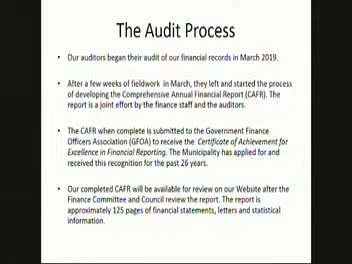 The Audit Process
• Our auditors began their audit of our financial records in March 2019.
• After a few weeks of fieldwork in March, they left and started the process
of developing the Comprehensive Annual Financial Report (CAFR). The
report is a joint effort by the finance staff and the auditors.
• The CAFR when complete is submitted to the Government Finance
Officers Association (GFOA) to receive the Certificate of Achievement for
Excellence in Financial Reporting. The Municipality has applied for and
received this recognition for the past 26 years.
• Our completed CAFR will be available for review on our Website after the
Finance Committee and Council review the report. The report is
approximately 125 pages of financial statements, letters and statistical
information.